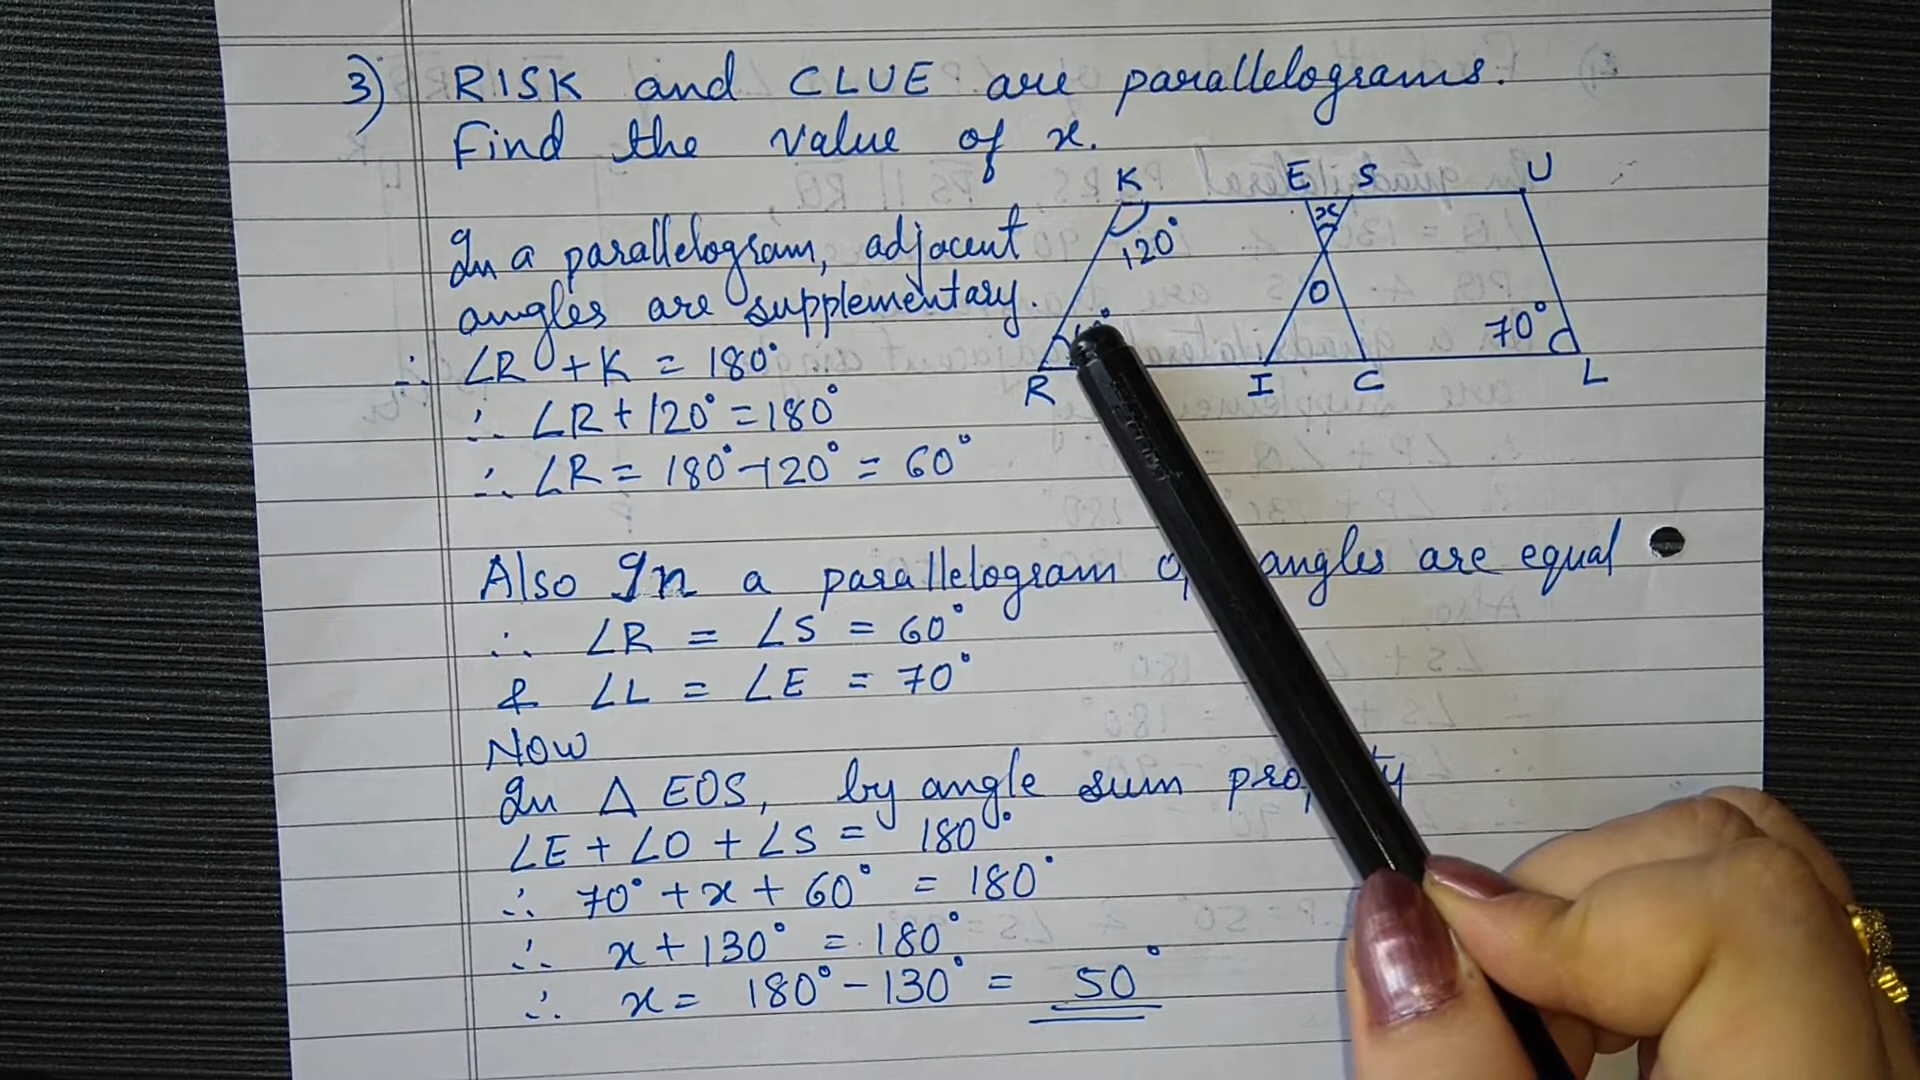 3) RISK and CLUE are parallelograms.
Find the value of x.
K E S U
120° x
O
70°
R I C L
In a parallelogram, adjacent
angles are supplementary.
∴ ∠R + K = 180°
∴ ∠R + 120° = 180°
∴ ∠R = 180° - 120° = 60°
Also In a parallelogram angles are equal
∴ ∠R = ∠S = 60°
& ∠L = ∠E = 70°
Now
In △ EOS, by angle sum
∠E + ∠O + ∠S = 180°
∴ 70° + x + 60° = 180°
∴ x + 130° = 180°
∴ x = 180° - 130° = 50°